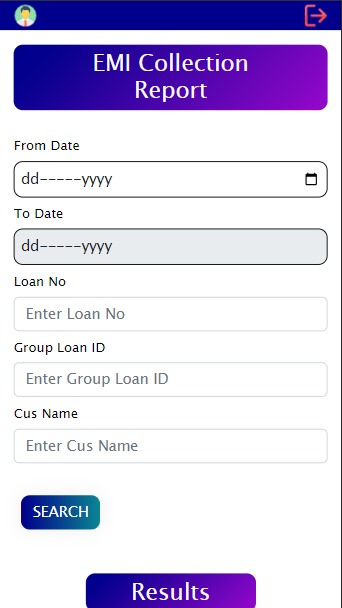 EMI Collection
Report
From Date
dd-----yyyy
To Date
dd-----yyyy
Loan No
Enter Loan No
Group Loan ID
Enter Group Loan ID
Cus Name
Enter Cus Name
SEARCH
Results